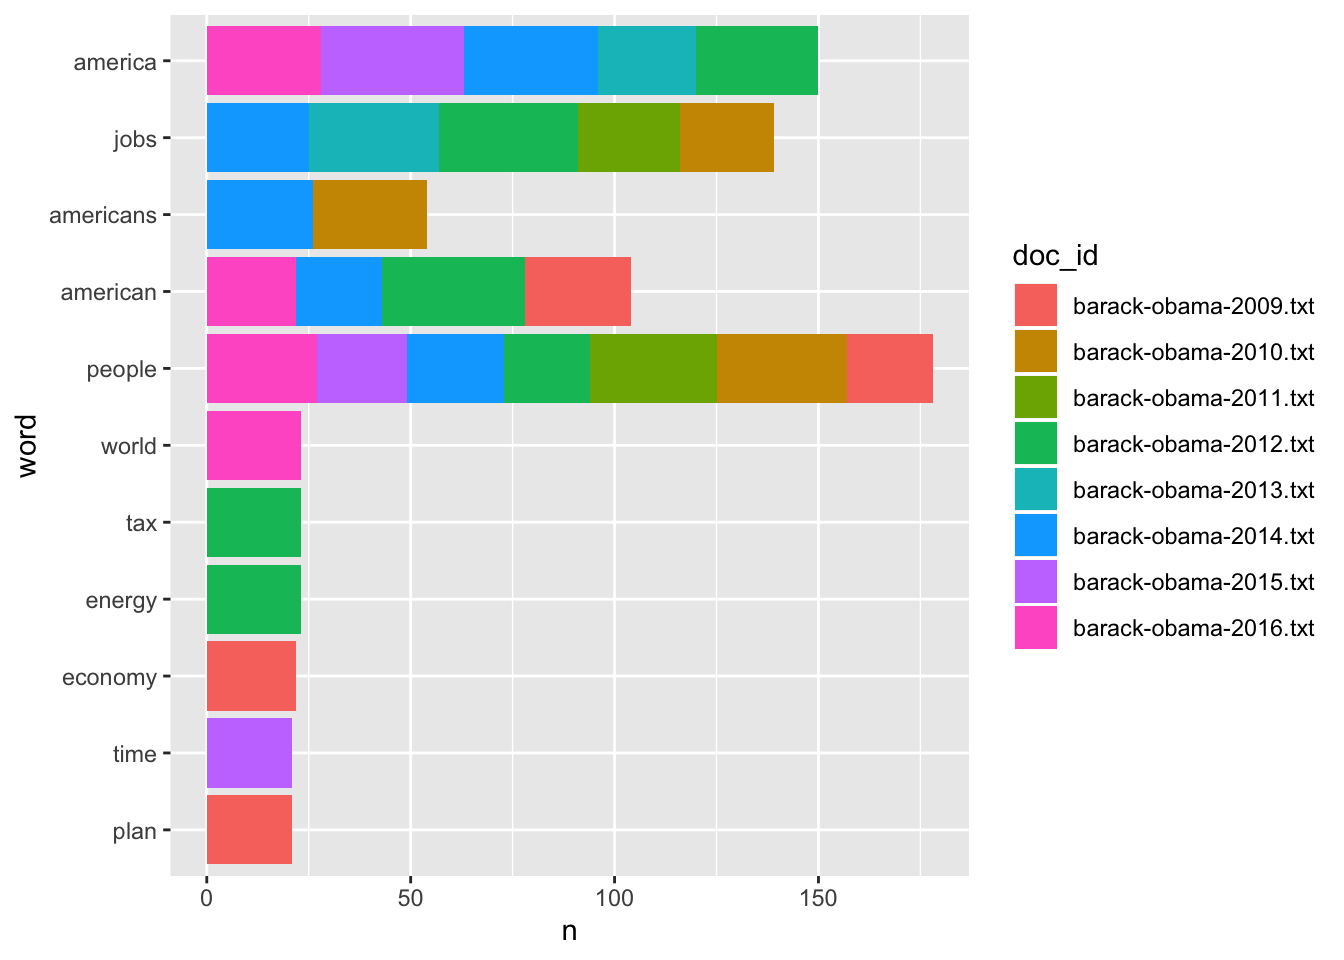 america
jobs
americans
american
people
world
tax
energy
economy
time
plan
word
0 50 100 150
n
doc_id
barack-obama-2009.txt
barack-obama-2010.txt
barack-obama-2011.txt
barack-obama-2012.txt
barack-obama-2013.txt
barack-obama-2014.txt
barack-obama-2015.txt
barack-obama-2016.txt